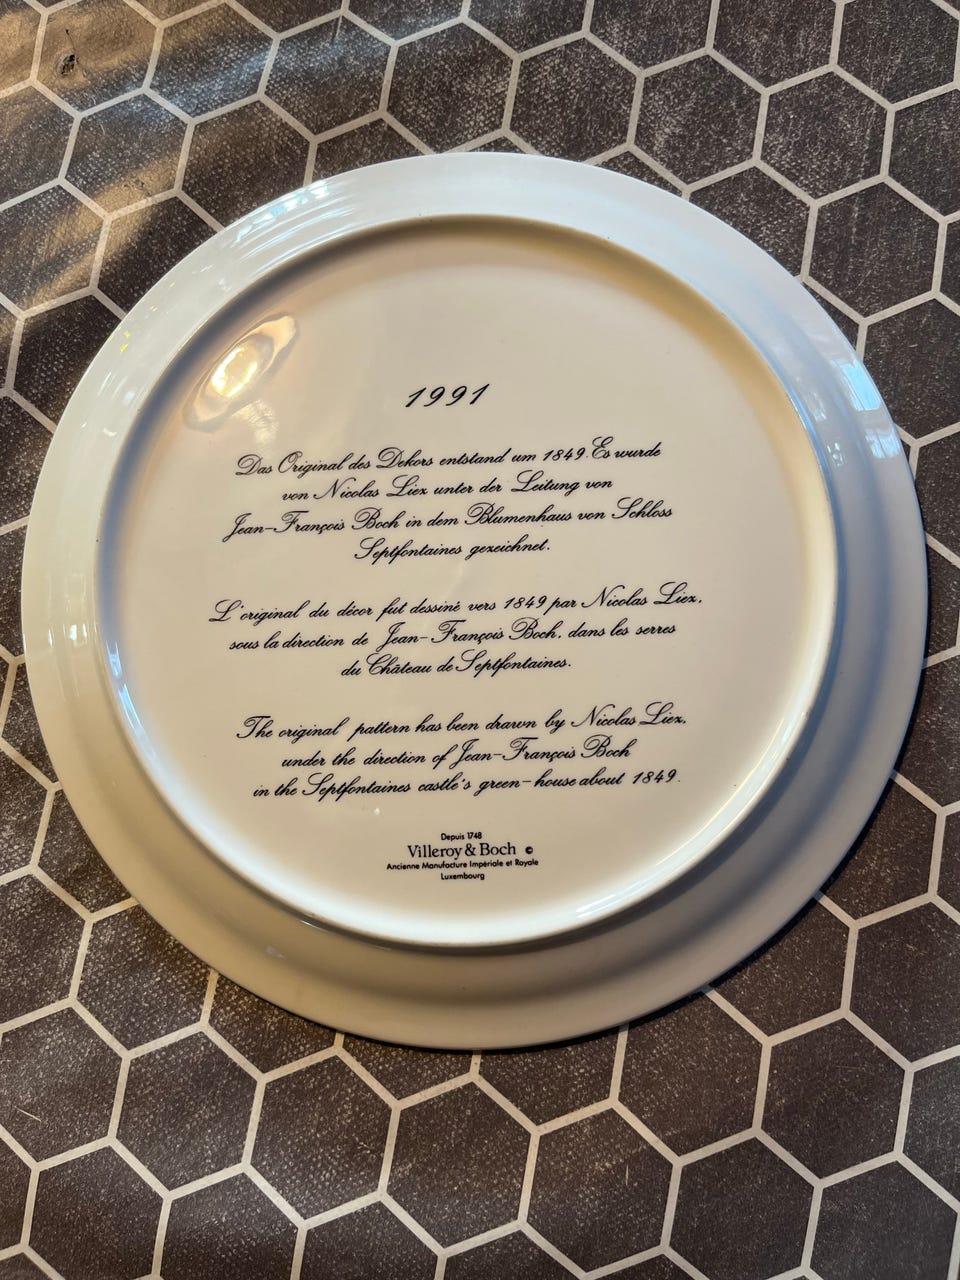 1991
Das Original des Dekors entstand um 1849. Es wurde
von Nicolas Liez unter der Leitung von
Jean-François Boch in dem Blumenhaus von Schloss
Septfontaines gezeichnet.
L'original du décor fut dessiné vers 1849 par Nicolas Liez,
sous la direction de Jean-François Boch, dans les serres
du Château de Septfontaines.
The original pattern has been drawn by Nicolas Liez,
under the direction of Jean-François Boch
in the Septfontaines castle's green-house about 1849.
Depuis 1748
Villeroy & Boch ©
Ancienne Manufacture Impériale et Royale
Luxembourg